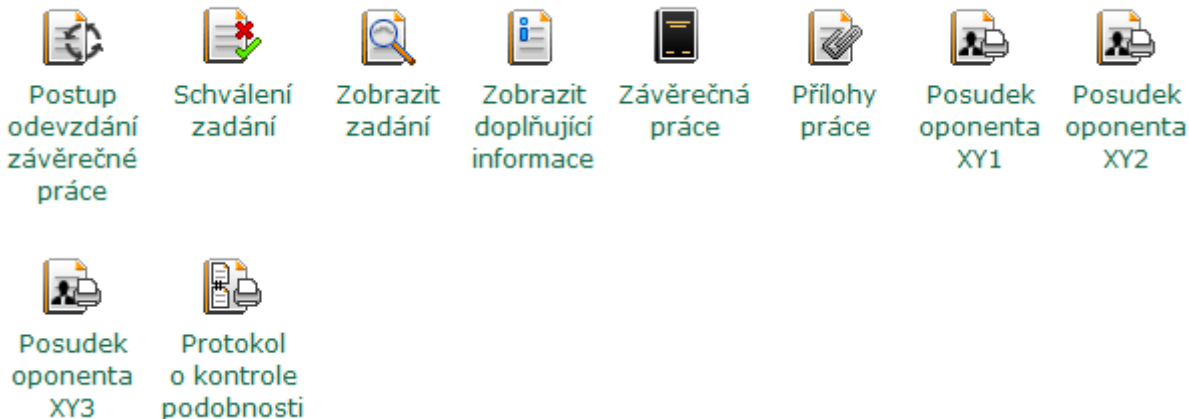 Postup
odevzdání
závěrečné
práce
Schválení
zadání
Zobrazit
zadání
Zobrazit
doplňující
informace
Závěrečná
práce
Přílohy
práce
Posudek
oponenta
XY1
Posudek
oponenta
XY2
Posudek
oponenta
XY3
Protokol
o kontrole
podobnosti